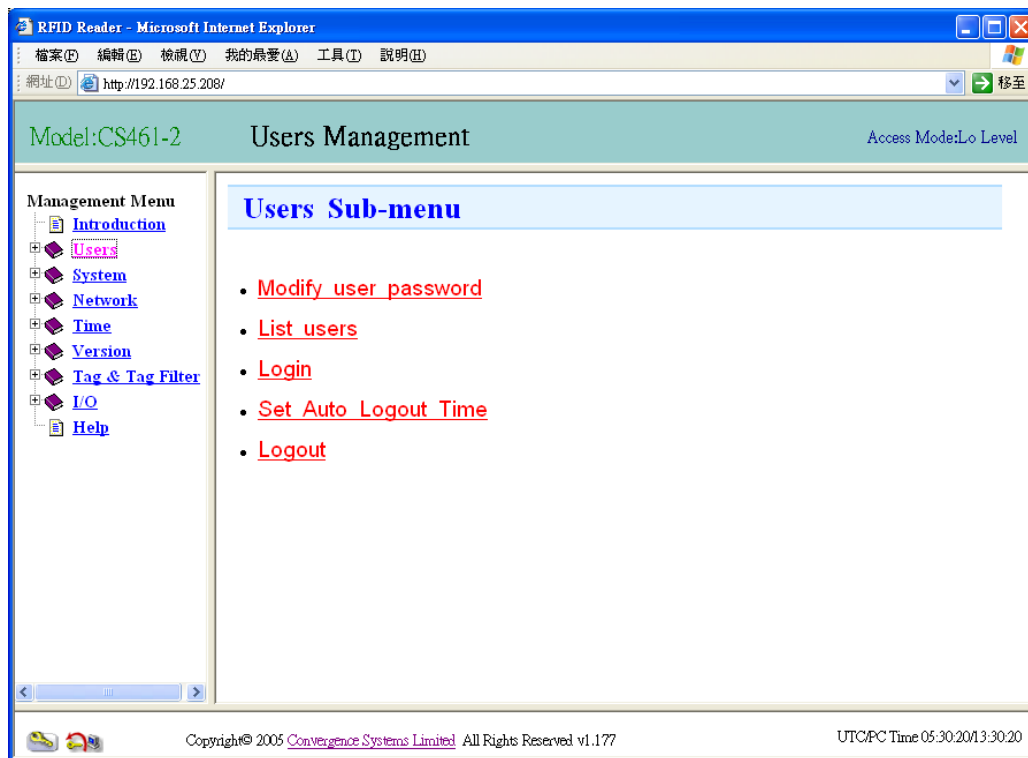 RFID Reader - Microsoft Internet Explorer
檔案(F) 編輯(E) 檢視(V) 我的最愛(A) 工具(T) 說明(H)
網址(D) http://192.168.25.208/ 移至
Model:CS461-2 Users Management Access Mode:Lo Level
Management Menu
Introduction
Users
System
Network
Time
Version
Tag & Tag Filter
I/O
Help
Users Sub-menu
Modify user password
List users
Login
Set Auto Logout Time
Logout
Copyright© 2005 Convergence Systems Limited All Rights Reserved v1.177
UTC/PC Time 05:30:20/13:30:20